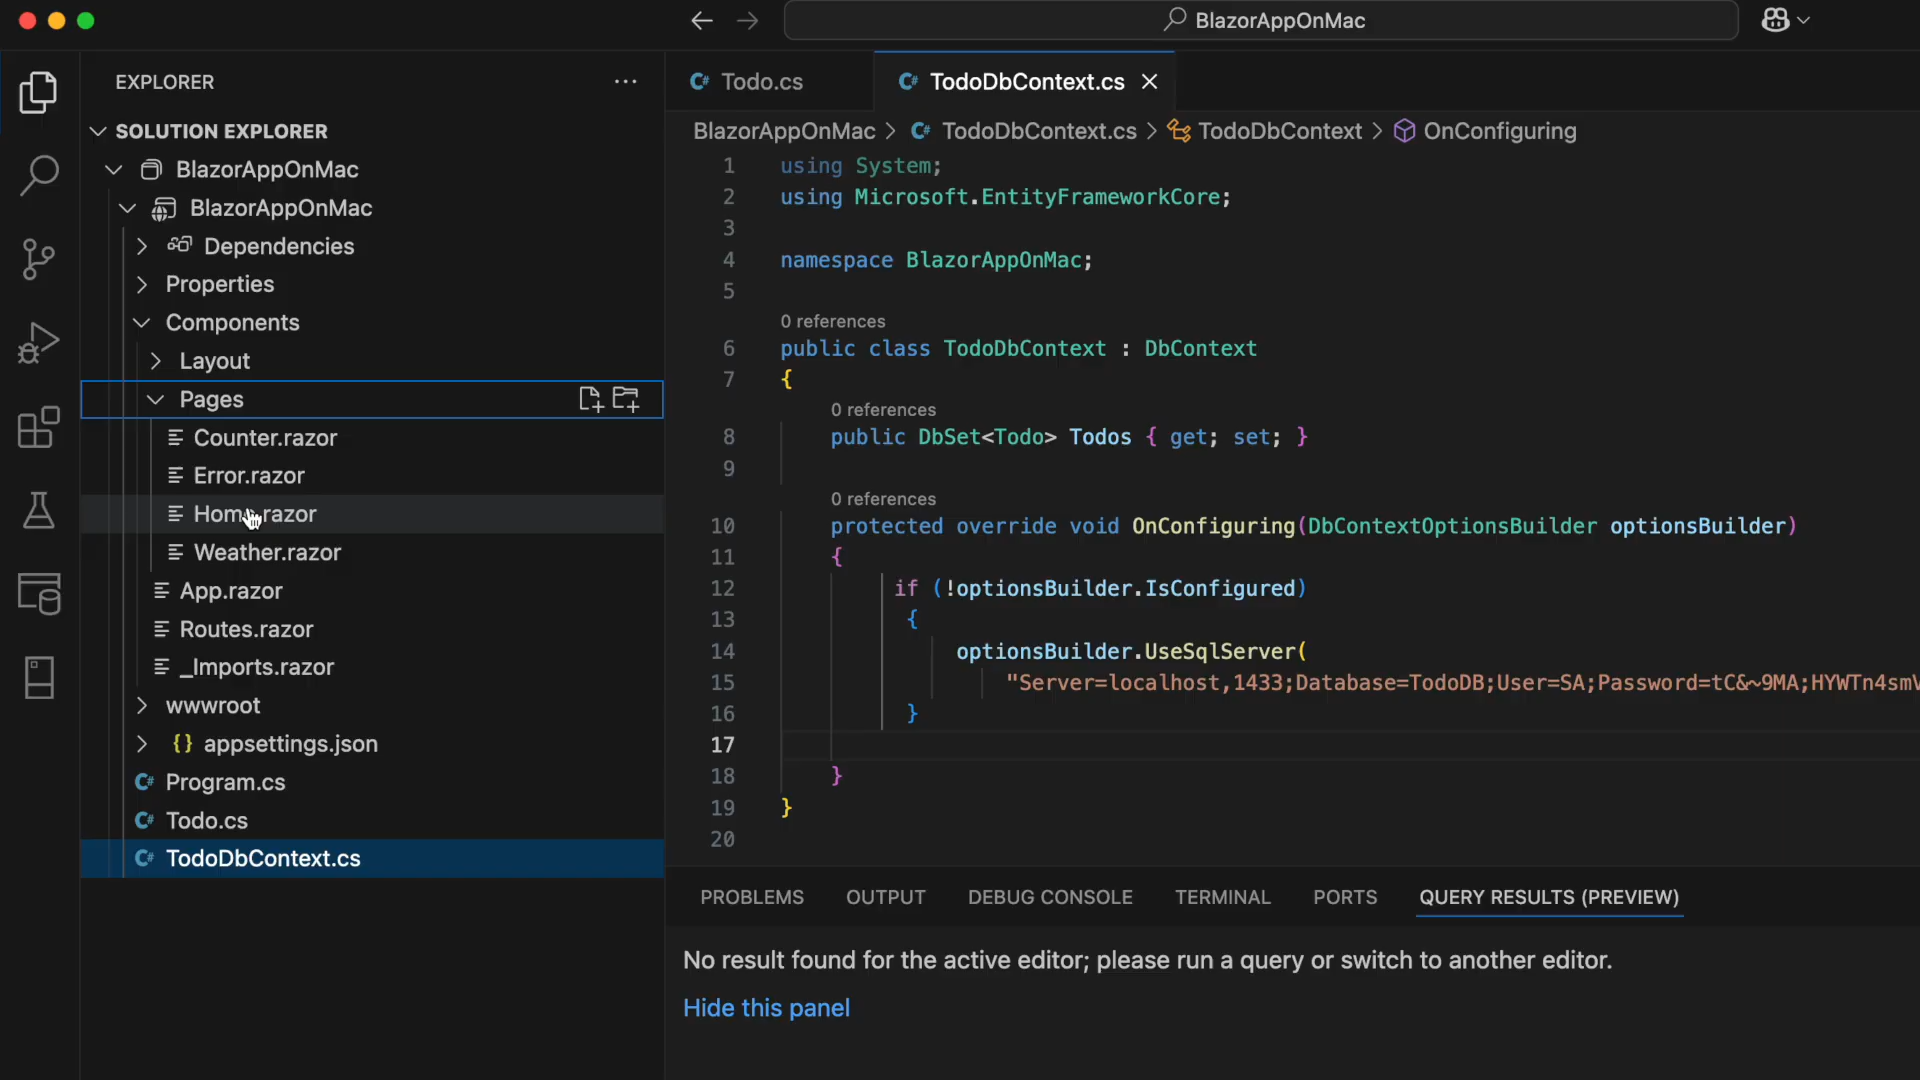 BlazorAppOnMac
EXPLORER
SOLUTION EXPLORER
BlazorAppOnMac
BlazorAppOnMac
Dependencies
Properties
Components
Layout
Pages
Counter.razor
Error.razor
Home.razor
Weather.razor
App.razor
Routes.razor
_Imports.razor
wwwroot
{} appsettings.json
C# Program.cs
C# Todo.cs
C# TodoDbContext.cs
C# Todo.cs
C# TodoDbContext.cs
BlazorAppOnMac > C# TodoDbContext.cs > TodoDbContext > OnConfiguring
1 using System;
2 using Microsoft.EntityFrameworkCore;
3
4 namespace BlazorAppOnMac;
5
0 references
6 public class TodoDbContext : DbContext
7 {
0 references
8 public DbSet<Todo> Todos { get; set; }
9
0 references
10 protected override void OnConfiguring(DbContextOptionsBuilder optionsBuilder)
11 {
12 if (!optionsBuilder.IsConfigured)
13 {
14 optionsBuilder.UseSqlServer(
15 "Server=localhost,1433;Database=TodoDB;User=SA;Password=tC&~9MA;HYWTn4smV
16 }
17
18 }
19 }
20
PROBLEMS OUTPUT DEBUG CONSOLE TERMINAL PORTS QUERY RESULTS (PREVIEW)
No result found for the active editor; please run a query or switch to another editor.
Hide this panel